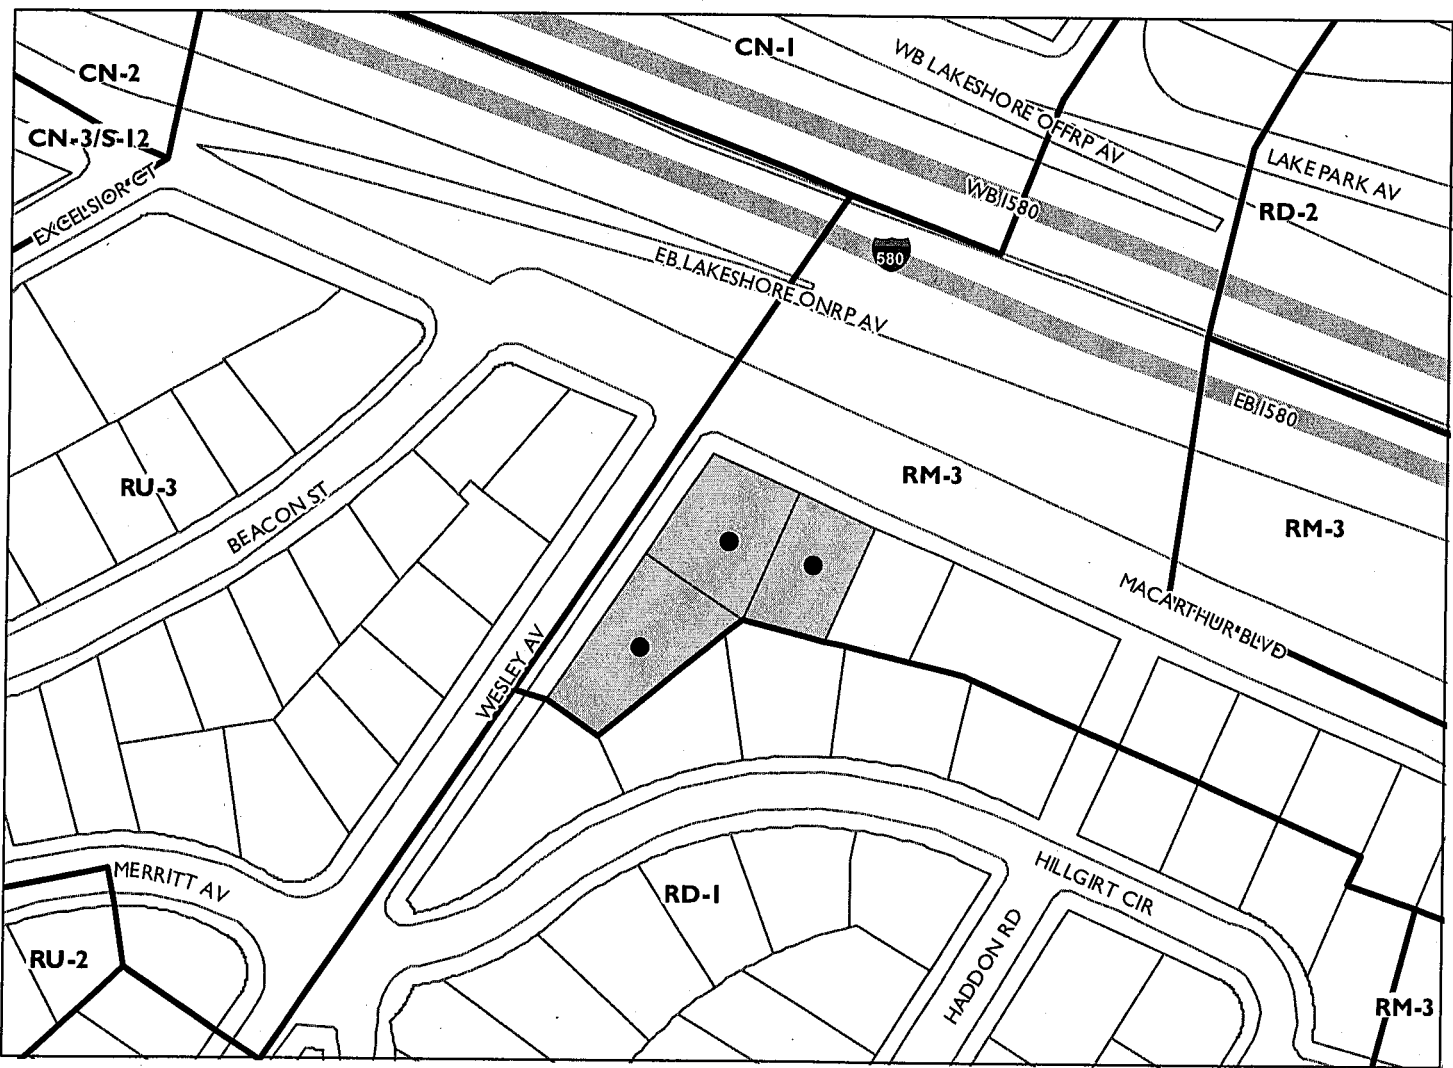 CN-1
WB LAKESHORE OFFRP AV
CN-2
CN-3/S-12
EXCELSIOR CT
LAKE PARK AV
WB I580
RD-2
580
EB LAKESHORE ONRP AV
EB I580
RM-3
RU-3
BEACON ST
RM-3
MACARTHUR BLVD
WESLEY AV
MERRITT AV
RD-1
HILLGIRT CIR
RU-2
HADDON RD
RM-3